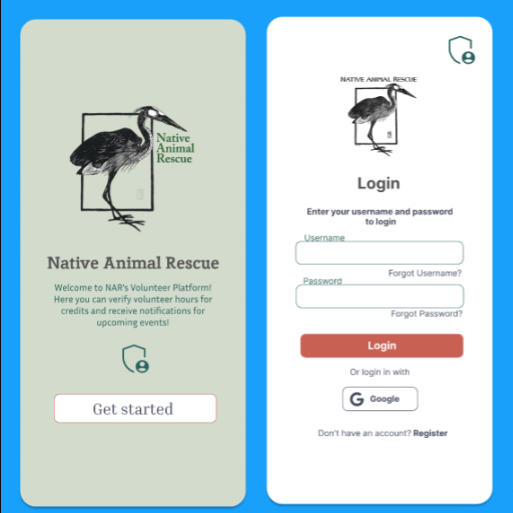 Native
Animal
Rescue
Native Animal Rescue
Welcome to NAR's Volunteer Platform!
Here you can verify volunteer hours for
credits and receive notifications for
upcoming events!
Get started
NATIVE ANIMAL RESCUE
Login
Enter your username and password
to login
Username
Forgot Username?
Password
Forgot Password?
Login
Or login in with
G Google
Don't have an account? Register